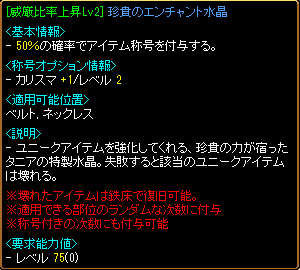 [威厳比率上昇Lv2] 珍貴のエンチャント水晶
<基本情報>
- 50%の確率でアイテム称号を付与する。
<称号オプション情報>
- カリスマ +1/レベル 2
<適用可能位置>
ベルト, ネックレス
<説明>
- ユニークアイテムを強化してくれる、珍貴の力が宿った
タニアの特製水晶。失敗すると該当のユニークアイテム
は壊れる。
※壊れたアイテムは鉄床で復旧可能。
※適用できる部位のランダムな次数に付与
※称号付きの次数にも付与可能
<要求能力値>
- レベル 75(0)